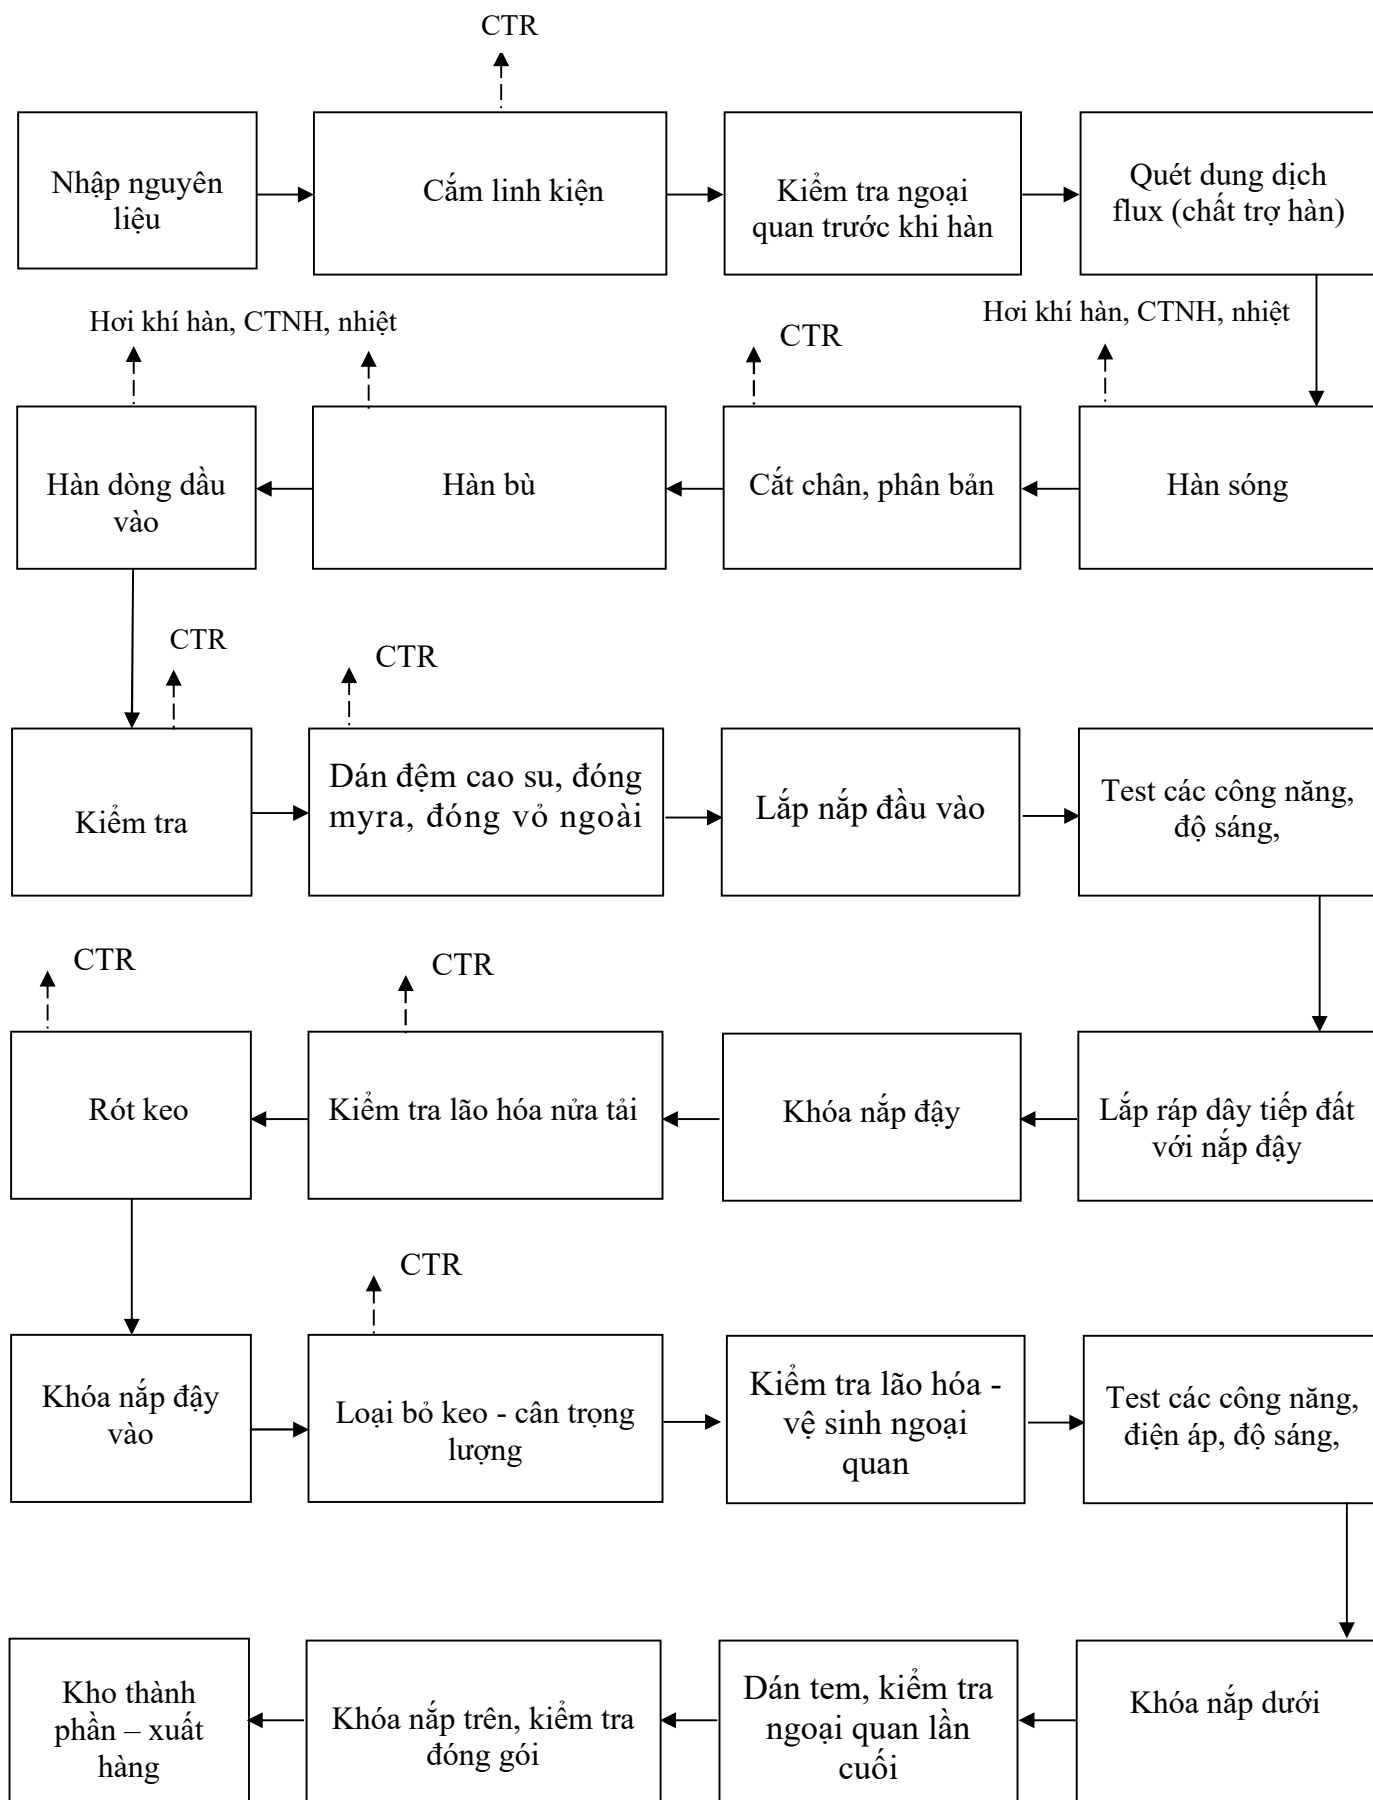 CTR
Nhập nguyên
liệu
Cắm linh kiện
Kiểm tra ngoại
quan trước khi hàn
Quét dung dịch
flux (chất trợ hàn)
Hơi khí hàn, CTNH, nhiệt
CTR
Hơi khí hàn, CTNH, nhiệt
Hàn dòng dầu
vào
Hàn bù
Cắt chân, phân bản
Hàn sóng
CTR
CTR
Kiểm tra
Dán đệm cao su, đóng
myra, đóng vỏ ngoài
Lắp nắp đầu vào
Test các công năng,
độ sáng,
CTR
CTR
Rót keo
Kiểm tra lão hóa nửa tải
Khóa nắp đậy
Lắp ráp dây tiếp đất
với nắp đậy
CTR
Khóa nắp đậy
vào
Loại bỏ keo - cân trọng
lượng
Kiểm tra lão hóa -
vệ sinh ngoại
quan
Test các công năng,
điện áp, độ sáng,
Kho thành
phần – xuất
hàng
Khóa nắp trên, kiểm tra
đóng gói
Dán tem, kiểm tra
ngoại quan lần
cuối
Khóa nắp dưới